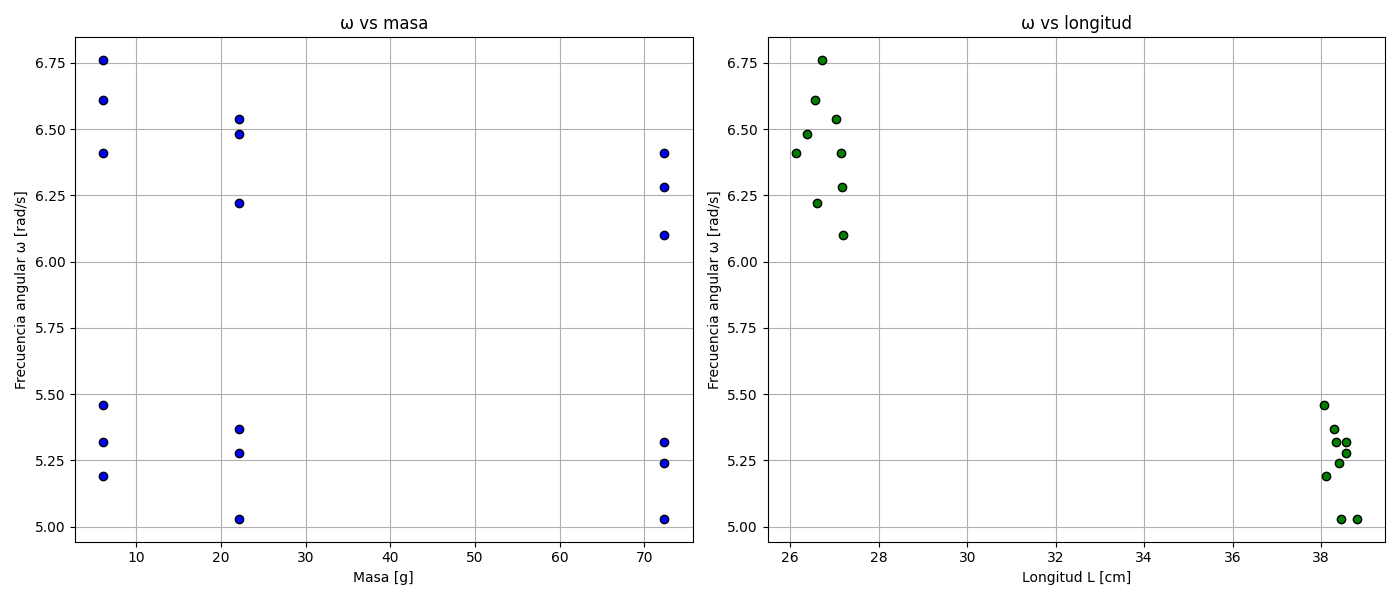 ω vs masa
6.75
6.50
6.25
6.00
5.75
5.50
5.25
5.00
Frecuencia angular ω [rad/s]
10 20 30 40 50 60 70
Masa [g]
ω vs longitud
6.75
6.50
6.25
6.00
5.75
5.50
5.25
5.00
Frecuencia angular ω [rad/s]
26 28 30 32 34 36 38
Longitud L [cm]